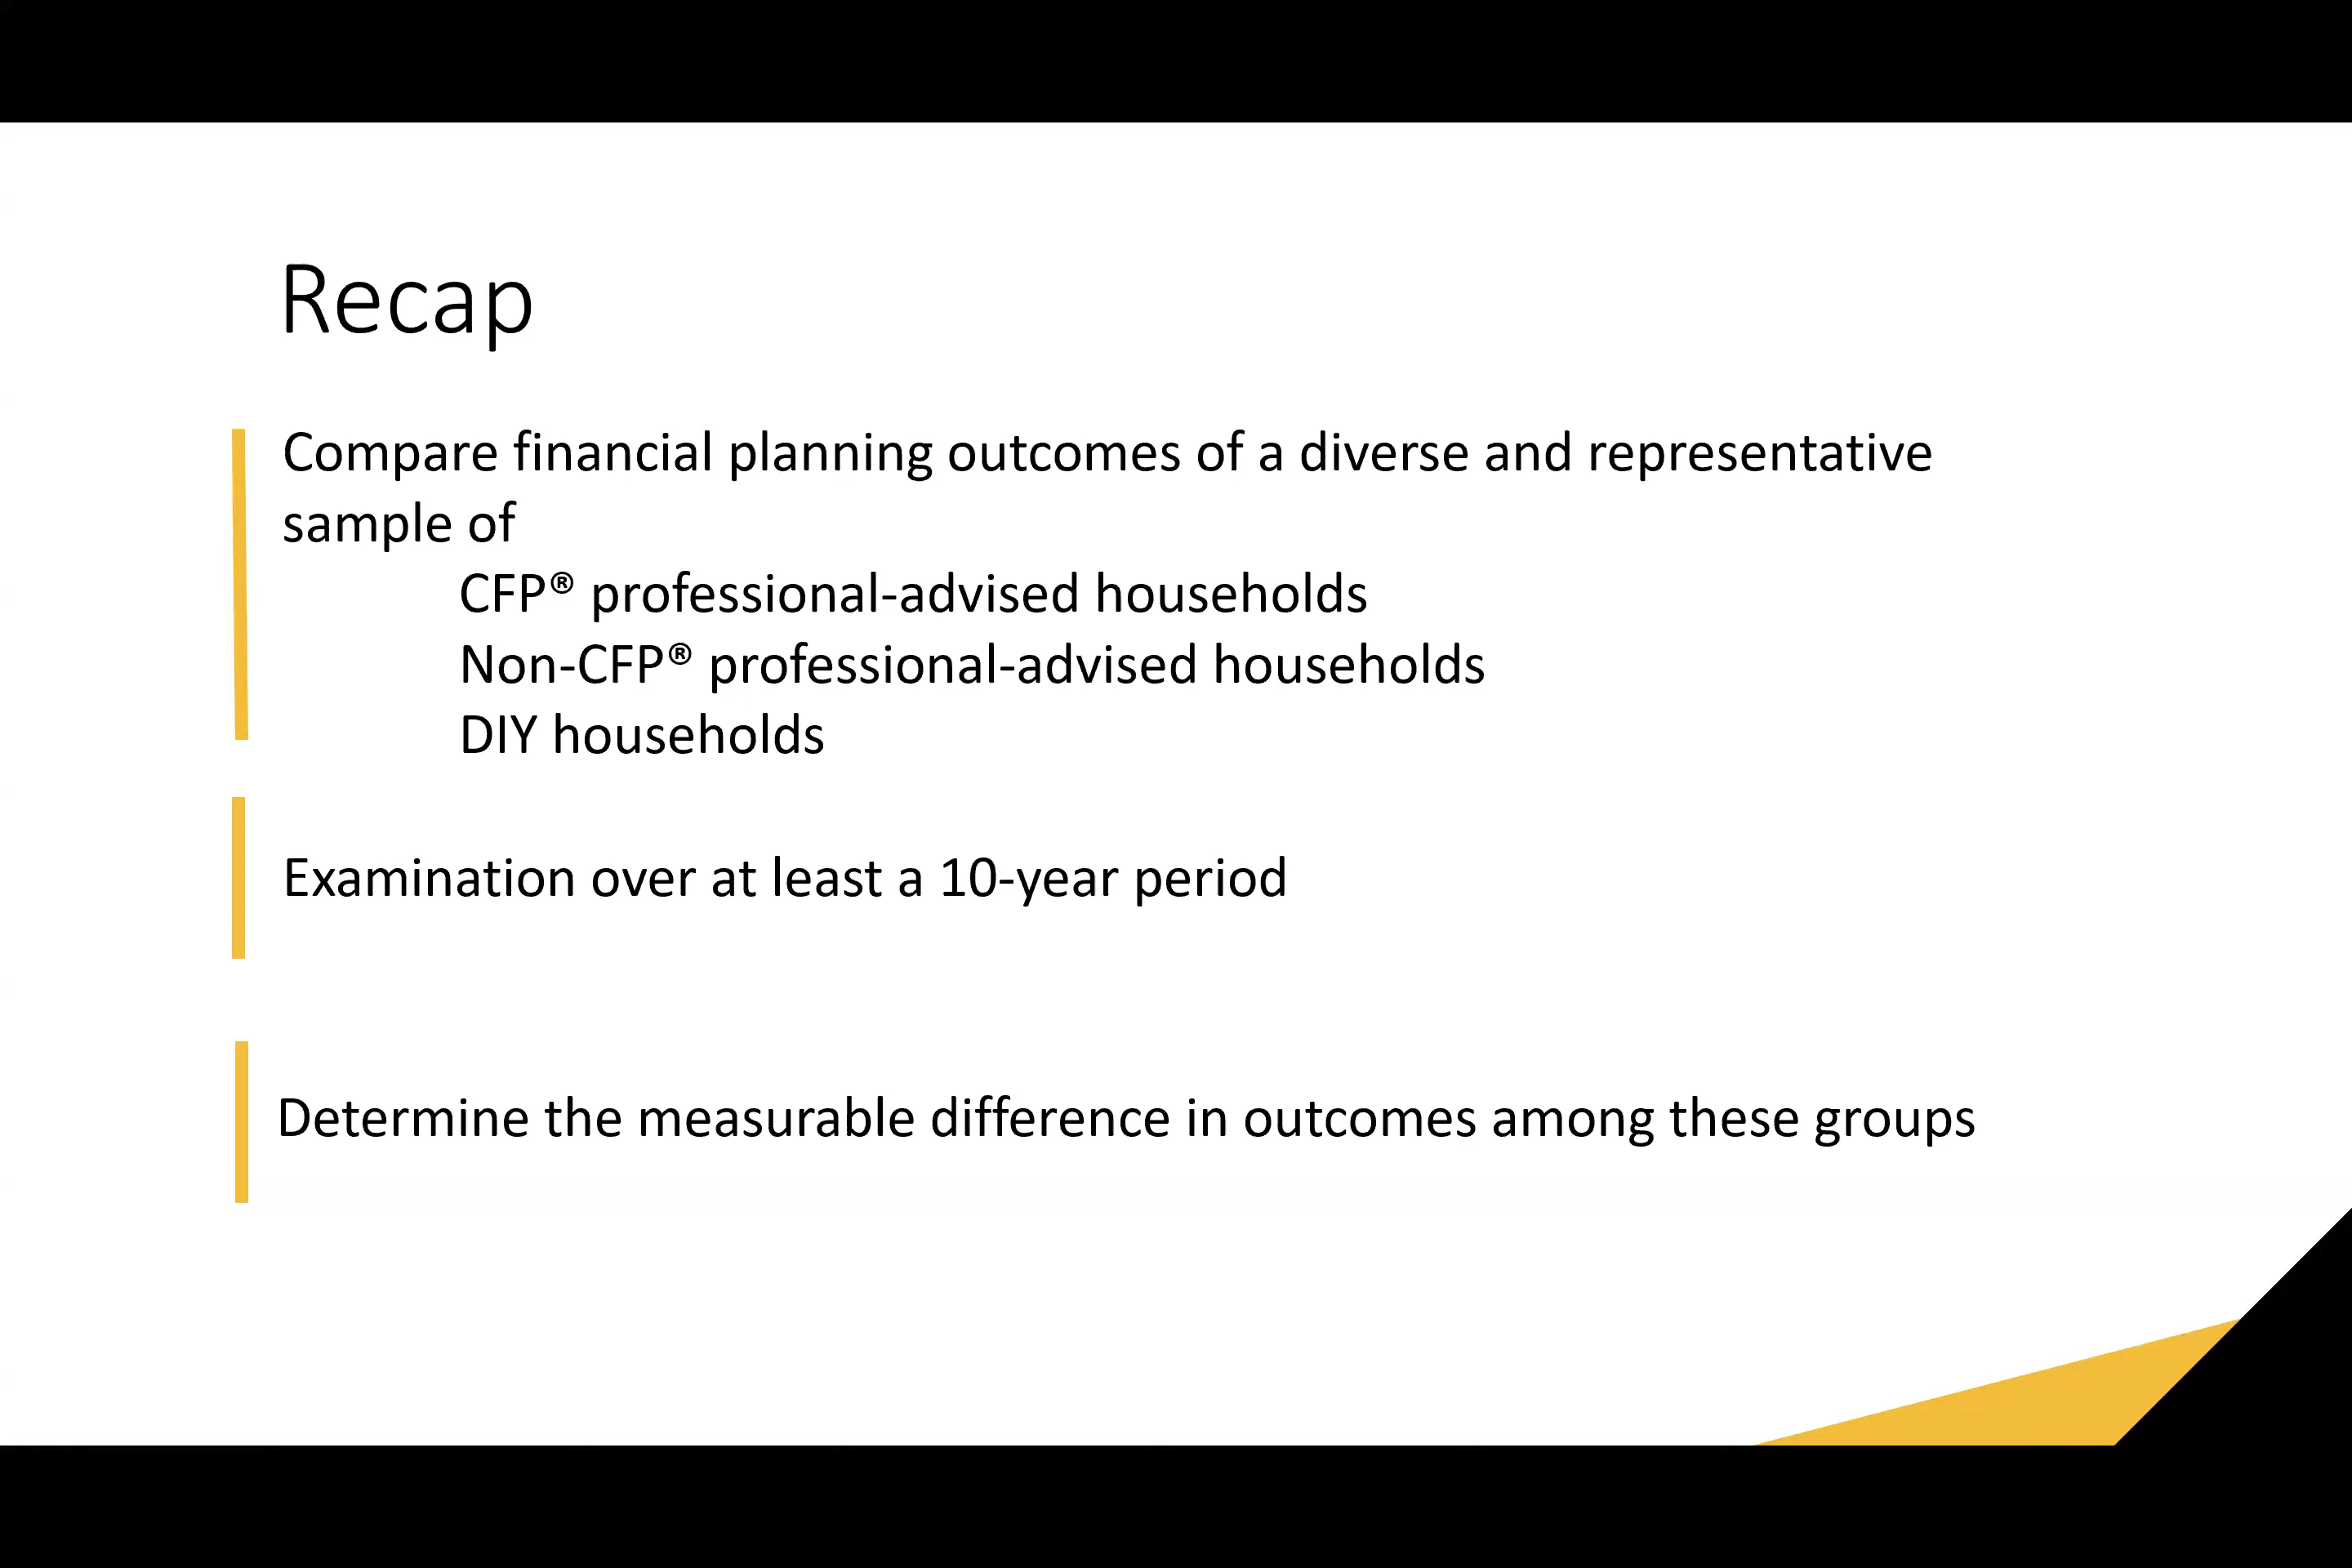 Recap
Compare financial planning outcomes of a diverse and representative
sample of
CFP® professional-advised households
Non-CFP® professional-advised households
DIY households
Examination over at least a 10-year period
Determine the measurable difference in outcomes among these groups